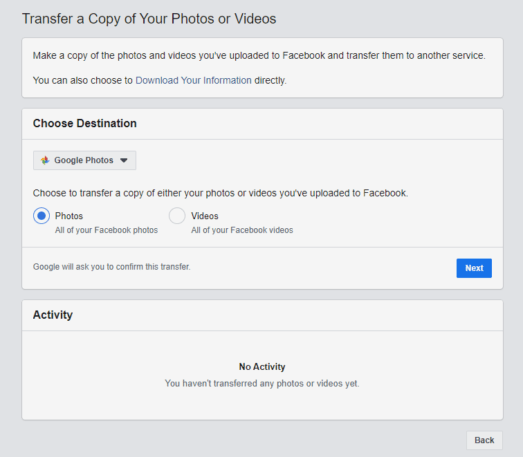 Transfer a Copy of Your Photos or Videos
Make a copy of the photos and videos you've uploaded to Facebook and transfer them to another service.
You can also choose to Download Your Information directly.
Choose Destination
Google Photos
Choose to transfer a copy of either your photos or videos you've uploaded to Facebook.
Photos Videos
All of your Facebook photos All of your Facebook videos
Google will ask you to confirm this transfer. Next
Activity
No Activity
You haven't transferred any photos or videos yet.
Back